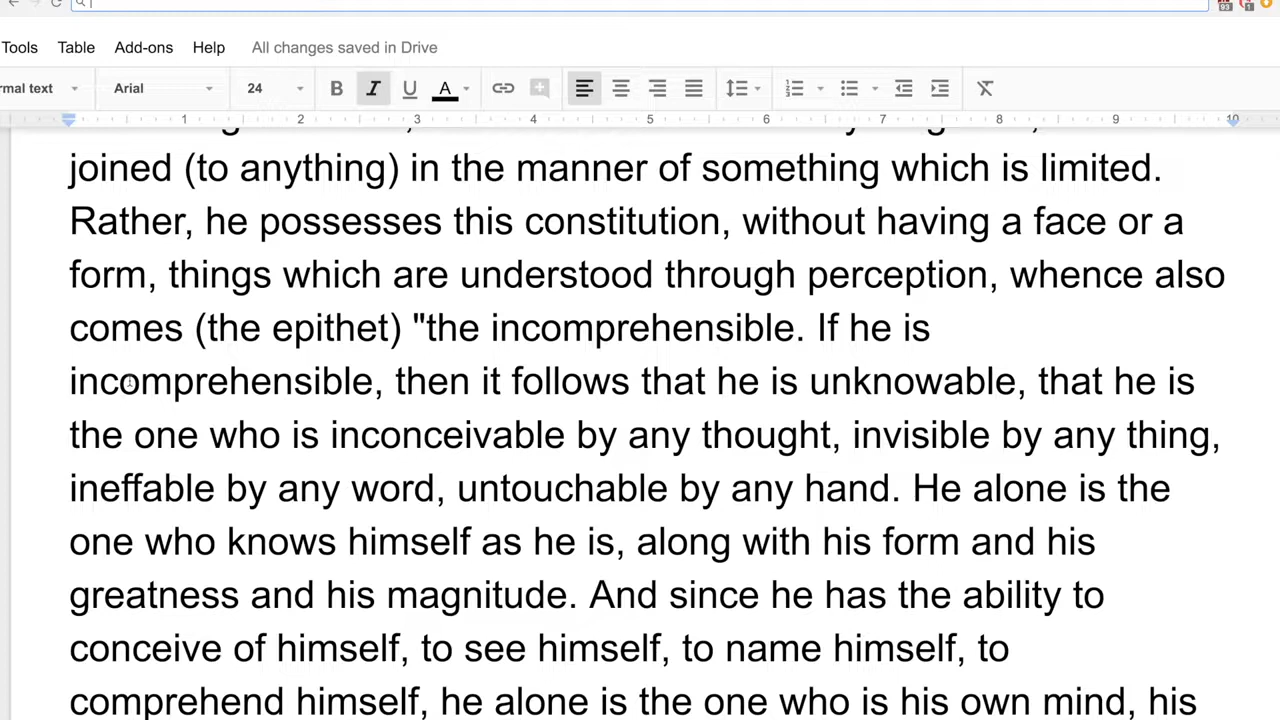 Tools Table Add-ons Help All changes saved in Drive
rmal text Arial 24 B I U A
1 2 3 4 5 6 7 8 9 10
joined (to anything) in the manner of something which is limited.
Rather, he possesses this constitution, without having a face or a
form, things which are understood through perception, whence also
comes (the epithet) "the incomprehensible. If he is
incomprehensible, then it follows that he is unknowable, that he is
the one who is inconceivable by any thought, invisible by any thing,
ineffable by any word, untouchable by any hand. He alone is the
one who knows himself as he is, along with his form and his
greatness and his magnitude. And since he has the ability to
conceive of himself, to see himself, to name himself, to
comprehend himself, he alone is the one who is his own mind, his